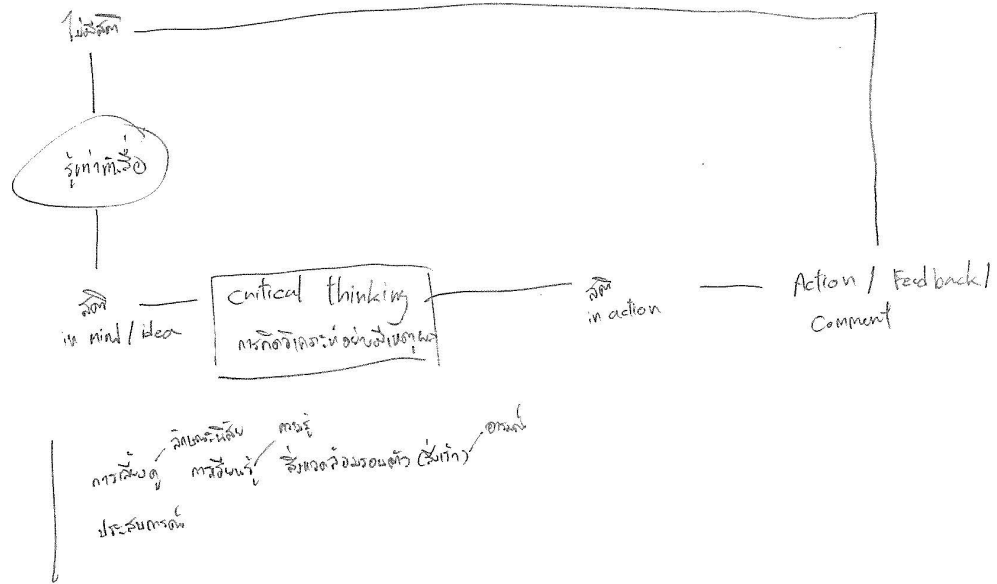 ไม่มีสติ
รู้เท่าทันสื่อ
สติ
in mind / idea
critical thinking
การคิดวิเคราะห์อย่างมีเหตุผล
สติ
in action
Action / Feedback /
Comment
ลักษณะนิสัย ความรู้ อารมณ์
การเลี้ยงดู การเรียนรู้ สิ่งแวดล้อมรอบตัว (สิ่งเร้า)
ประสบการณ์